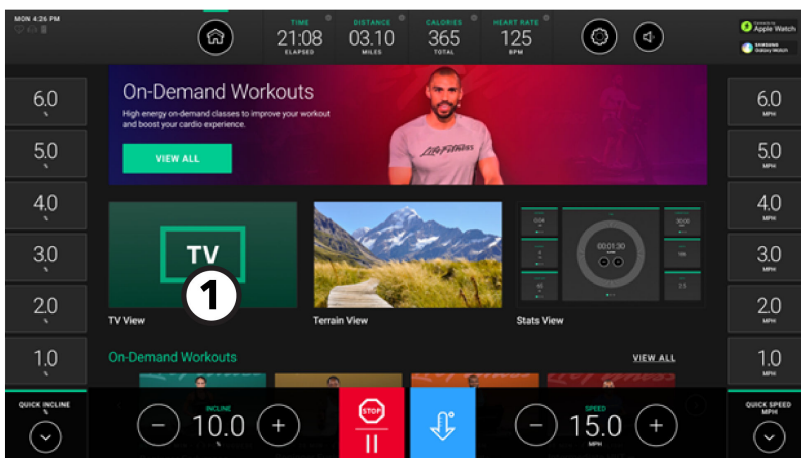 MON 4:26 PM
TIME
21:08
ELAPSED
DISTANCE
03.10
MILES
CALORIES
365
TOTAL
HEART RATE
125
BPM
Apple Watch
SAMSUNG
Galaxy Watch
6.0
%
5.0
%
4.0
%
3.0
%
2.0
%
1.0
%
QUICK INCLINE
%
On-Demand Workouts
High energy on-demand classes to improve your workout
and boost your cardio experience.
VIEW ALL
LifeFitness
TV
1
TV View
Terrain View
00:01:30
Stats View
On-Demand Workouts
VIEW ALL
INCLINE
10.0
%
STOP
SPEED
15.0
MPH
6.0
MPH
5.0
MPH
4.0
MPH
3.0
MPH
2.0
MPH
1.0
MPH
QUICK SPEED
MPH